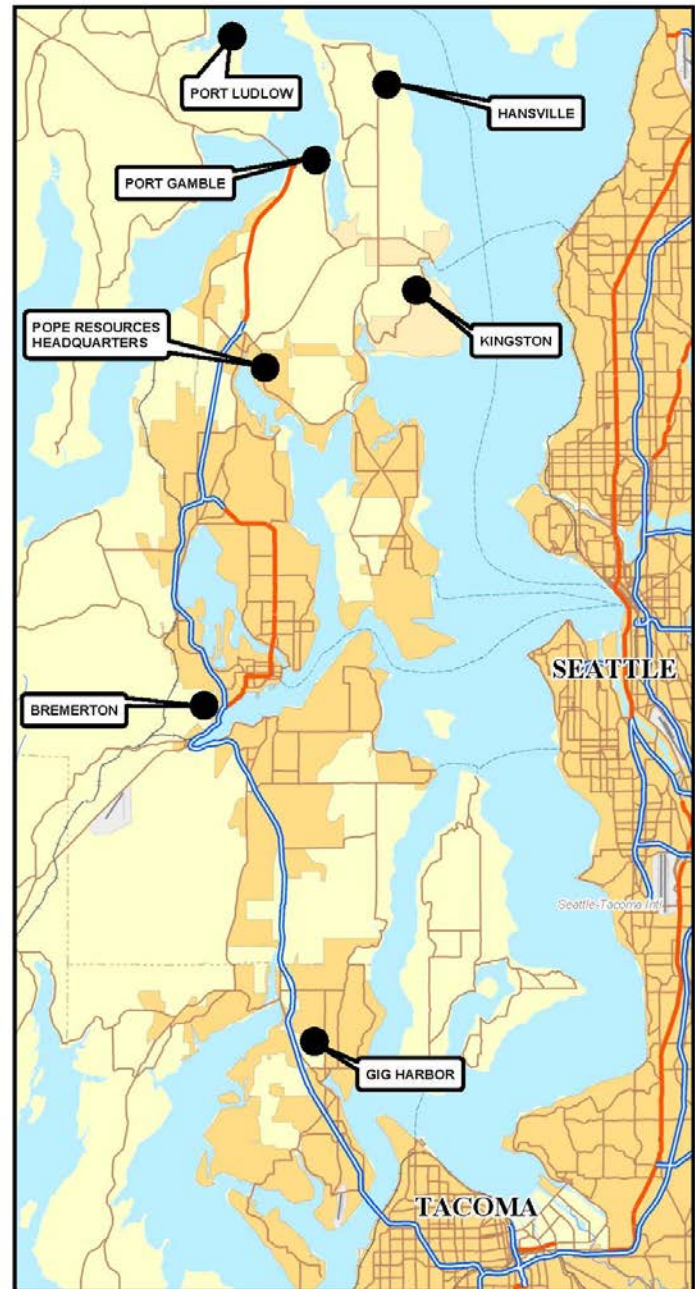 PORT LUDLOW
HANSVILLE
PORT GAMBLE
POPE RESOURCES
HEADQUARTERS
KINGSTON
SEATTLE
BREMERTON
Seattle-Tacoma Intl
GIG HARBOR
TACOMA